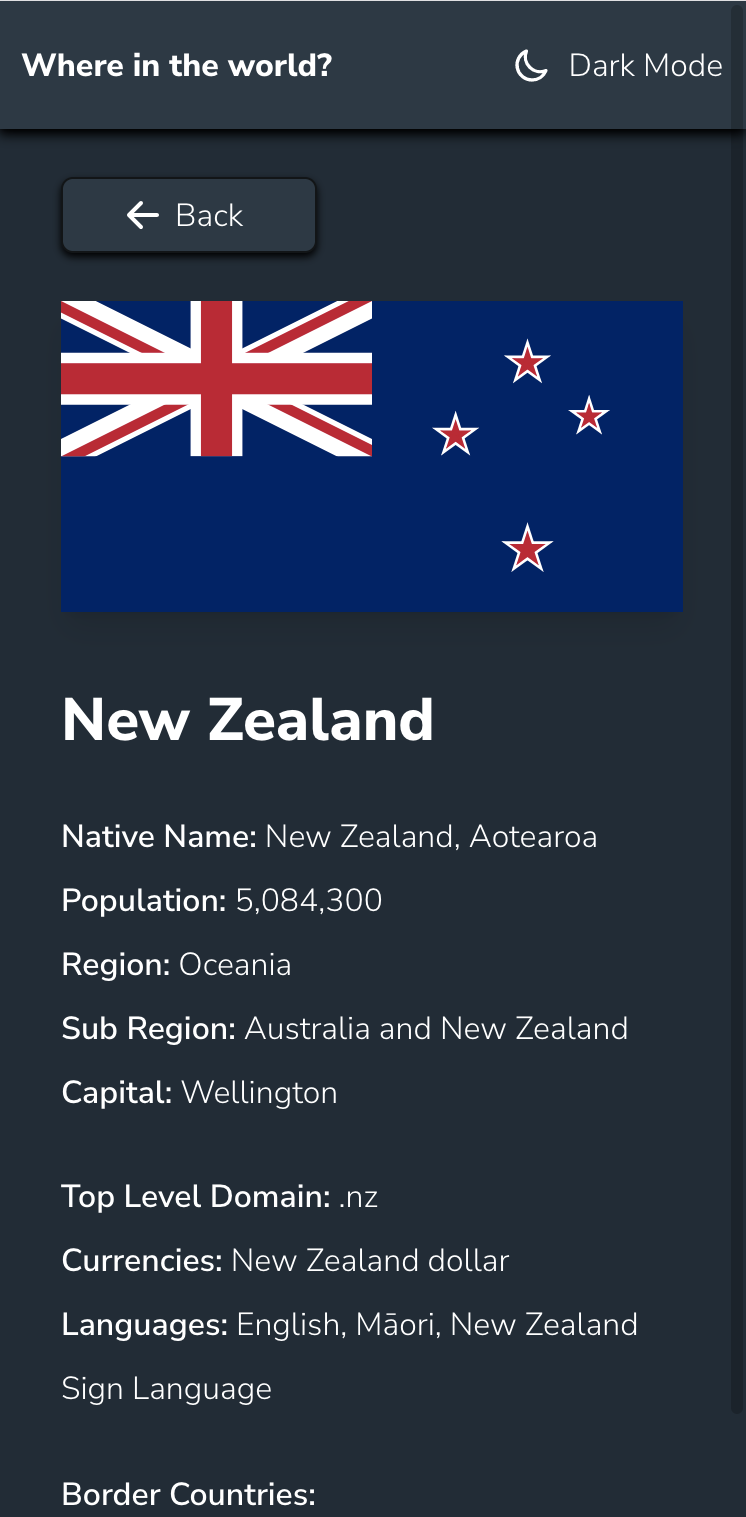 Where in the world?
Dark Mode
Back
New Zealand
Native Name: New Zealand, Aotearoa
Population: 5,084,300
Region: Oceania
Sub Region: Australia and New Zealand
Capital: Wellington
Top Level Domain: .nz
Currencies: New Zealand dollar
Languages: English, Māori, New Zealand
Sign Language
Border Countries: